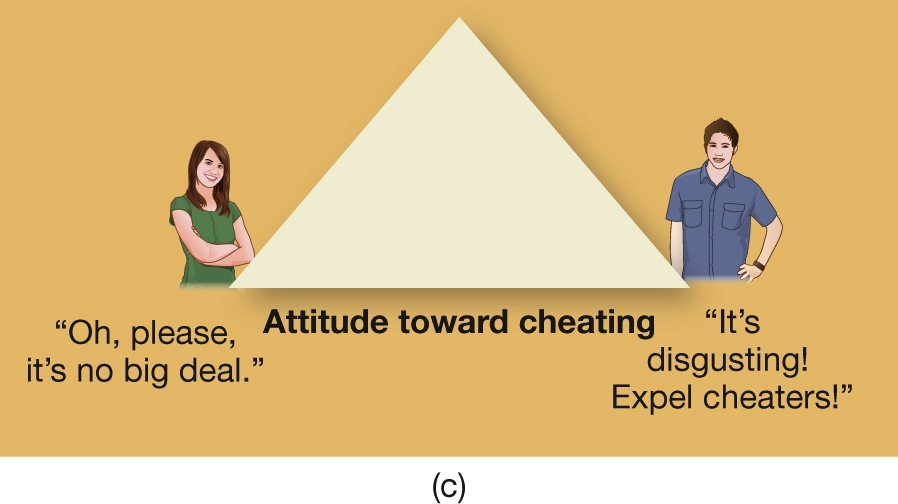 “Oh, please,
it’s no big deal.”
Attitude toward cheating
“It’s
disgusting!
Expel cheaters!”
(c)